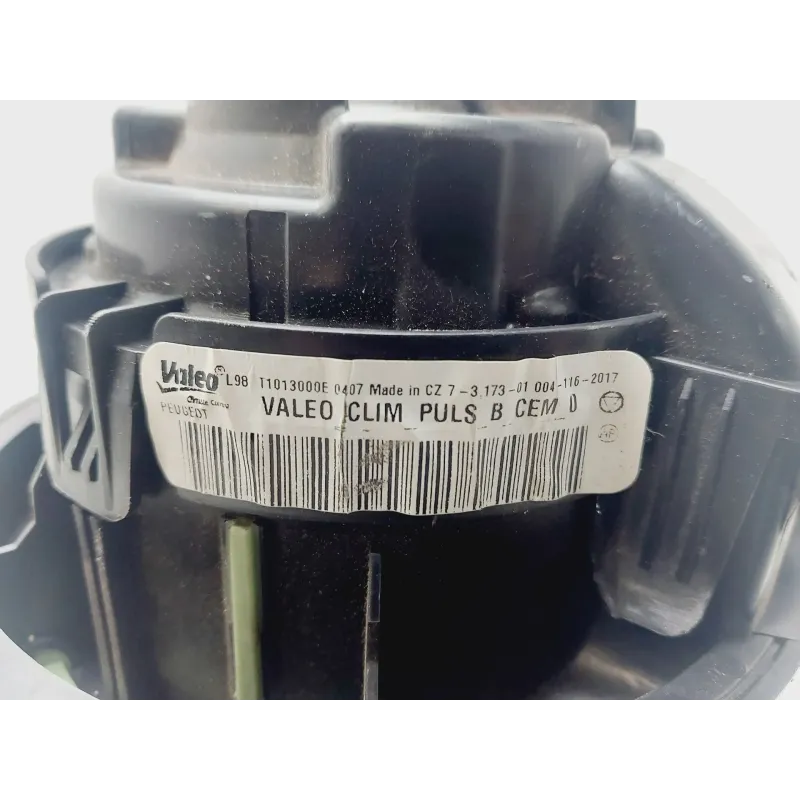 Valeo® L98 T1013000E 0407 Made in CZ 7-3,173-01 004-116-2017
PEUGEOT VALEO CLIM PULS B CEM 0